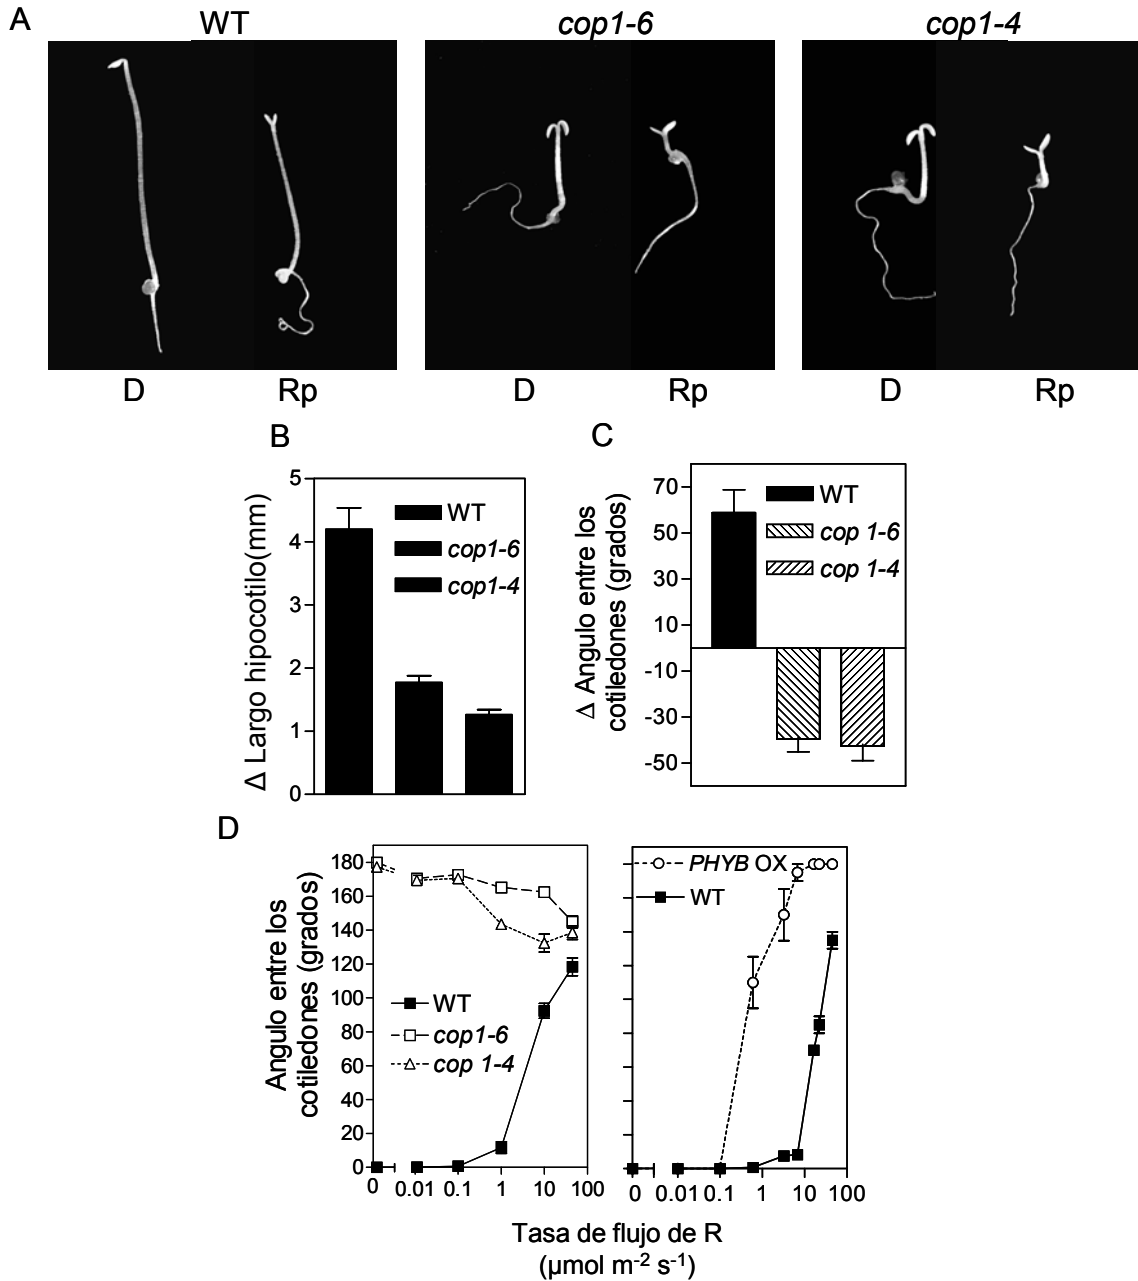 A
WT
cop1-6
cop1-4
D
Rp
D
Rp
D
Rp
B
Δ Largo hipocotilo(mm)
5
4
3
2
1
0
WT
cop1-6
cop1-4
C
Δ Angulo entre los
cotiledones (grados)
70
50
30
10
-10
-30
-50
WT
cop 1-6
cop 1-4
D
Angulo entre los
cotiledones (grados)
180
160
140
120
100
80
60
40
20
0
WT
cop1-6
cop 1-4
0 0.01 0.1 1 10 100
PHYB OX
WT
0 0.01 0.1 1 10 100
Tasa de flujo de R
(µmol m-2 s-1)